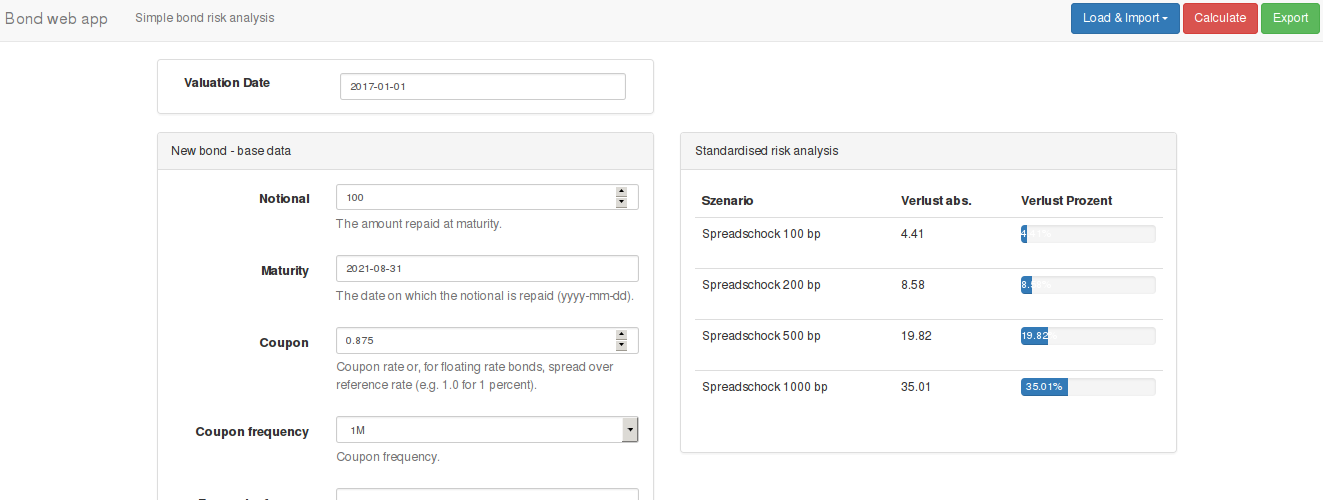 Bond web app
Simple bond risk analysis
Load & Import
Calculate
Export
Valuation Date
2017-01-01
New bond - base data
Notional
100
The amount repaid at maturity.
Maturity
2021-08-31
The date on which the notional is repaid (yyyy-mm-dd).
Coupon
0.875
Coupon rate or, for floating rate bonds, spread over
reference rate (e.g. 1.0 for 1 percent).
Coupon frequency
1M
Coupon frequency.
Standardised risk analysis
Szenario Verlust abs. Verlust Prozent
Spreadschock 100 bp 4.41
Spreadschock 200 bp 8.58
Spreadschock 500 bp 19.82 19.82%
Spreadschock 1000 bp 35.01 35.01%